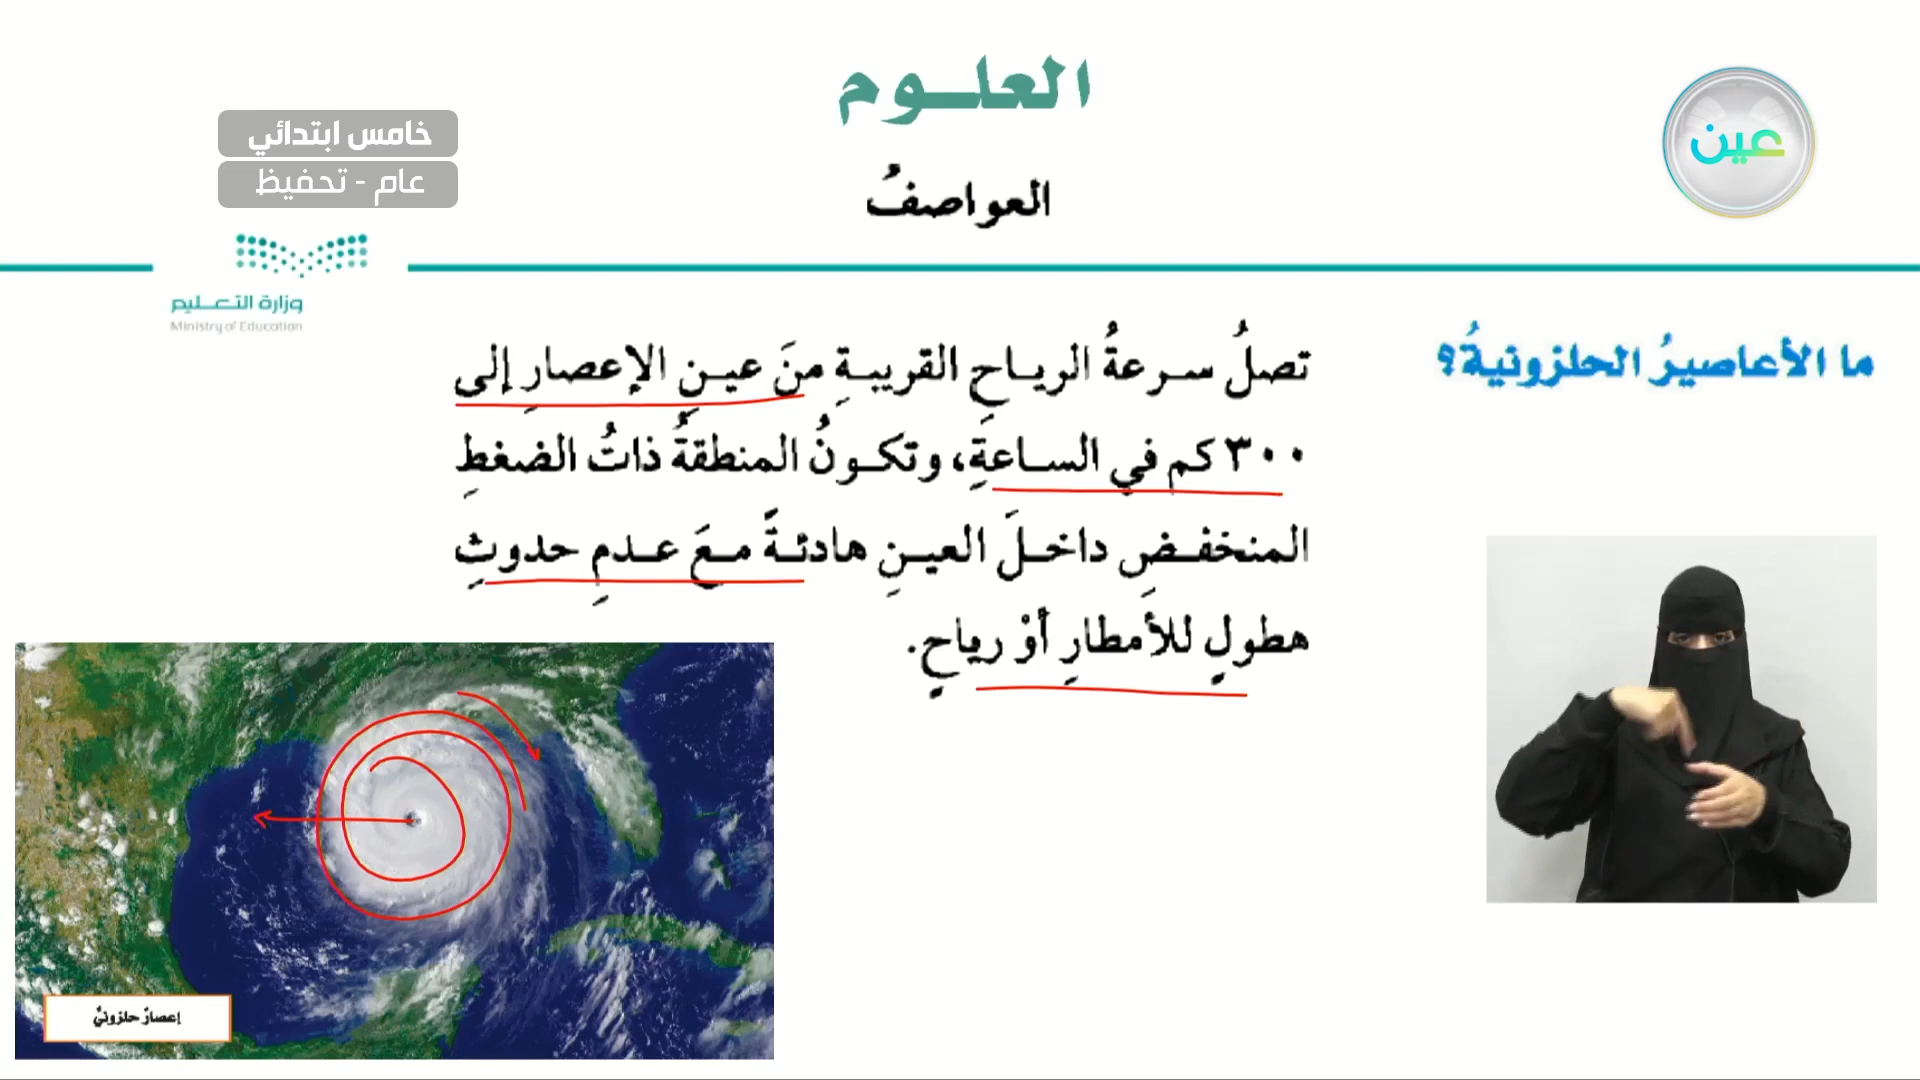 العلوم
عين
خامس ابتدائي
عام - تحفيظ
العواصفُ
وزارة التعليم
Ministry of Education
ما الأعاصيرُ الحلزونيةُ؟
تصلُ سرعةُ الرياحِ القريبةِ منَ عينِ الإعصارِ إلى
٣٠٠ كم في الساعةِ، وتكونُ المنطقةُ ذاتُ الضغطِ
المنخفضِ داخلَ العينِ هادئةً معَ عدمِ حدوثِ
هطولٍ للأمطارِ أوْ رياحٍ.
إعصارٌ حلزونيٌّ